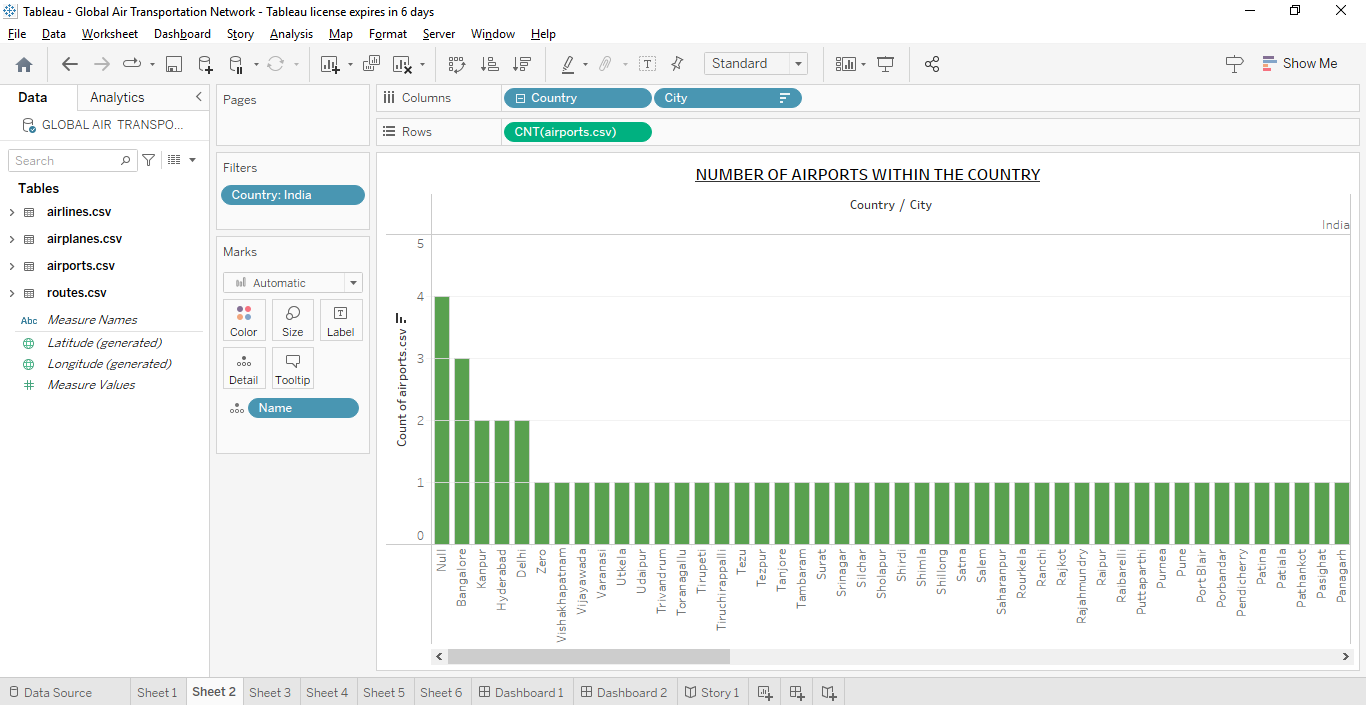 Tableau - Global Air Transportation Network - Tableau license expires in 6 days
File Data Worksheet Dashboard Story Analysis Map Format Server Window Help
Standard
Show Me
Data Analytics
GLOBAL AIR TRANSPO...
Search
Tables
airlines.csv
airplanes.csv
airports.csv
routes.csv
Abc Measure Names
Latitude (generated)
Longitude (generated)
# Measure Values
Pages
Filters
Country: India
Marks
Automatic
Color Size Label
Detail Tooltip
Name
Columns Country City
Rows CNT(airports.csv)
NUMBER OF AIRPORTS WITHIN THE COUNTRY
Country / City
India
Count of airports.csv
5
4
3
2
1
0
Null
Bangalore
Kanpur
Hyderabad
Delhi
Zero
Vishakhapatnam
Vijayawada
Varanasi
Utkela
Udaipur
Trivandrum
Toranagallu
Tirupeti
Tiruchirappalli
Tezu
Tezpur
Tanjore
Tambaram
Surat
Srinagar
Silchar
Sholapur
Shirdi
Shimla
Shillong
Satna
Salem
Saharanpur
Rourkela
Ranchi
Rajkot
Rajahmundry
Raipur
Raibarelli
Puttaparthi
Purnea
Pune
Port Blair
Porbandar
Pendicherry
Patina
Patiala
Pathankot
Pasighat
Panagarh
Data Source Sheet 1 Sheet 2 Sheet 3 Sheet 4 Sheet 5 Sheet 6 Dashboard 1 Dashboard 2 Story 1